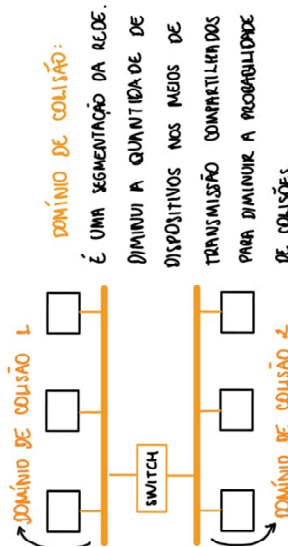 DOMÍNIO DE COLISÃO:
É UMA SEGMENTAÇÃO DA REDE.
DIMINUI A QUANTIDADE DE
DISPOSITIVOS NOS MEIOS DE
TRANSMISSÃO COMPARTILHADOS
PARA DIMINUIR A PROBABILIDADE
DE COLISÕES
DOMÍNIO DE COLISÃO 1
SWITCH
DOMÍNIO DE COLISÃO 2